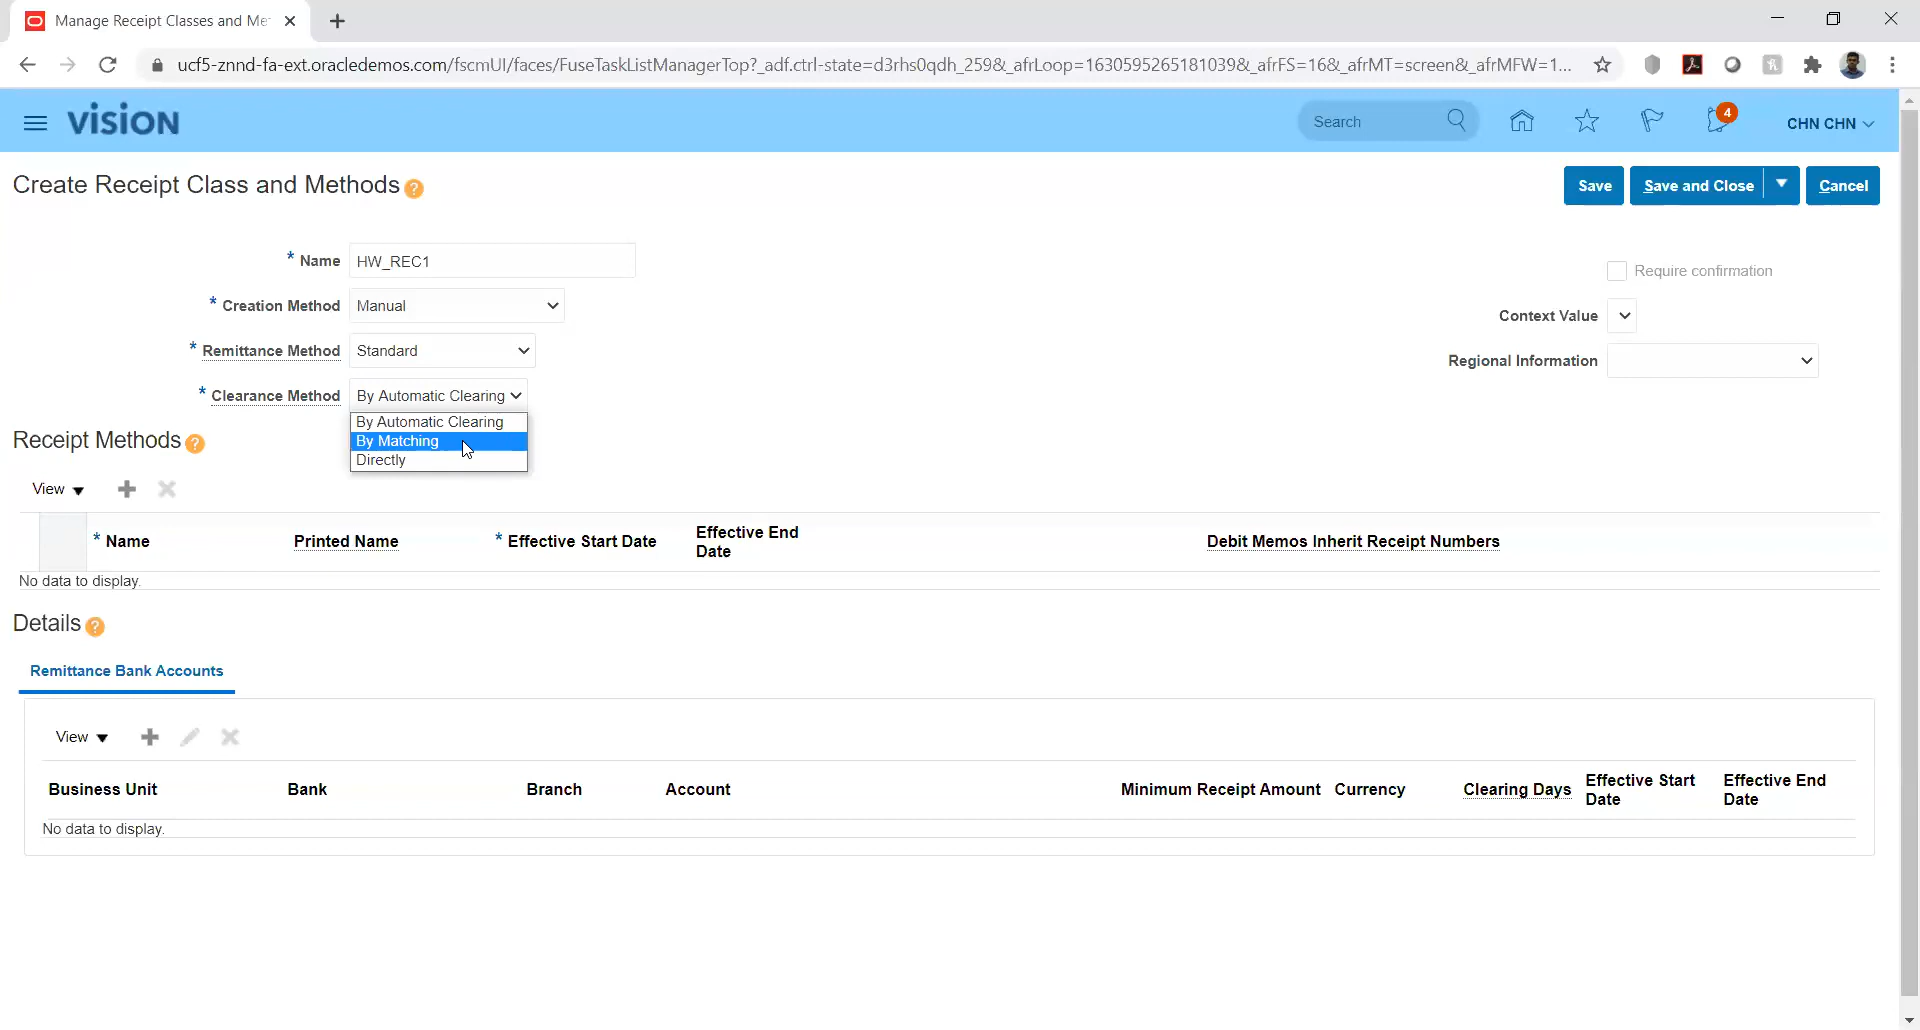 Manage Receipt Classes and Me
ucf5-znnd-fa-ext.oracledemos.com/fscmUI/faces/FuseTaskListManagerTop?_adf.ctrl-state=d3rhs0qdh_259&_afrLoop=1630595265181039&_afrFS=16&_afrMT=screen&_afrMFW=1...
VISION
Search
4
CHN CHN
Create Receipt Class and Methods ?
Save
Save and Close
Cancel
* Name HW_REC1
Require confirmation
* Creation Method Manual
Context Value
* Remittance Method Standard
Regional Information
* Clearance Method By Automatic Clearing
By Automatic Clearing
By Matching
Directly
Receipt Methods ?
View
* Name Printed Name * Effective Start Date Effective End
Date Debit Memos Inherit Receipt Numbers
No data to display.
Details ?
Remittance Bank Accounts
View
Business Unit Bank Branch Account Minimum Receipt Amount Currency Clearing Days Effective Start
Date Effective End
Date
No data to display.